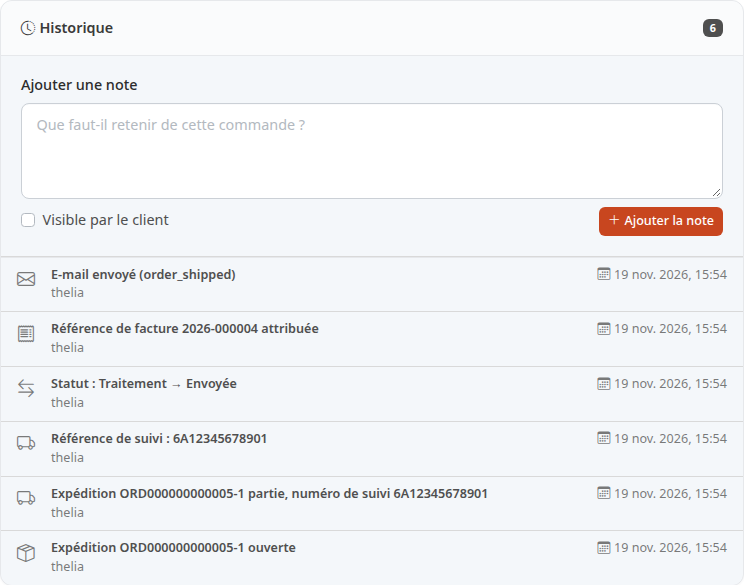 Historique
6
Ajouter une note
Que faut-il retenir de cette commande ?
Visible par le client
+ Ajouter la note
E-mail envoyé (order_shipped)
19 nov. 2026, 15:54
thelia
Référence de facture 2026-000004 attribuée
19 nov. 2026, 15:54
thelia
Statut : Traitement → Envoyée
19 nov. 2026, 15:54
thelia
Référence de suivi : 6A12345678901
19 nov. 2026, 15:54
thelia
Expédition ORD000000000005-1 partie, numéro de suivi 6A12345678901
19 nov. 2026, 15:54
thelia
Expédition ORD000000000005-1 ouverte
19 nov. 2026, 15:54
thelia